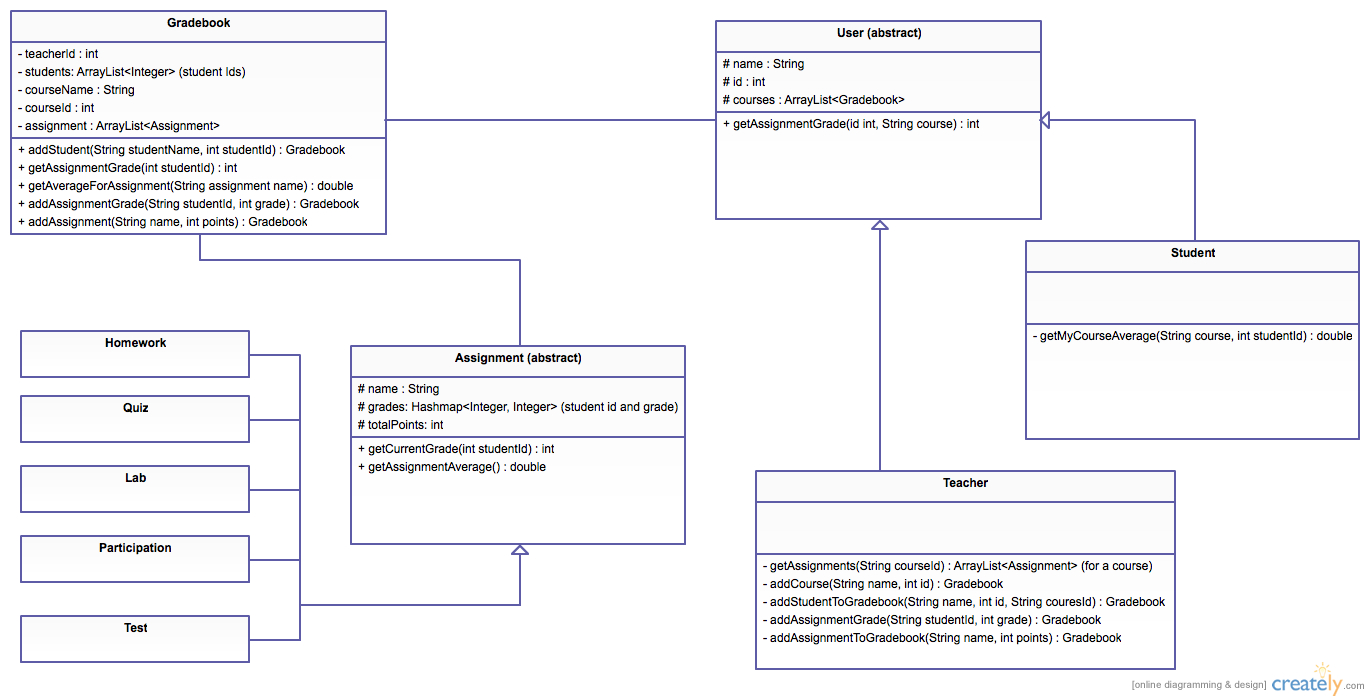 Gradebook
- teacherId : int
- students: ArrayList<Integer> (student Ids)
- courseName : String
- courseId : int
- assignment : ArrayList<Assignment>
+ addStudent(String studentName, int studentId) : Gradebook
+ getAssignmentGrade(int studentId) : int
+ getAverageForAssignment(String assignment name) : double
+ addAssignmentGrade(String studentId, int grade) : Gradebook
+ addAssignment(String name, int points) : Gradebook
User (abstract)
# name : String
# id : int
# courses : ArrayList<Gradebook>
+ getAssignmentGrade(id int, String course) : int
Student
- getMyCourseAverage(String course, int studentId) : double
Homework
Quiz
Lab
Participation
Test
Assignment (abstract)
# name : String
# grades: Hashmap<Integer, Integer> (student id and grade)
# totalPoints: int
+ getCurrentGrade(int studentId) : int
+ getAssignmentAverage() : double
Teacher
- getAssignments(String courseId) : ArrayList<Assignment> (for a course)
- addCourse(String name, int id) : Gradebook
- addStudentToGradebook(String name, int id, String couresId) : Gradebook
- addAssignmentGrade(String studentId, int grade) : Gradebook
- addAssignmentToGradebook(String name, int points) : Gradebook
[online diagramming & design] creately.com